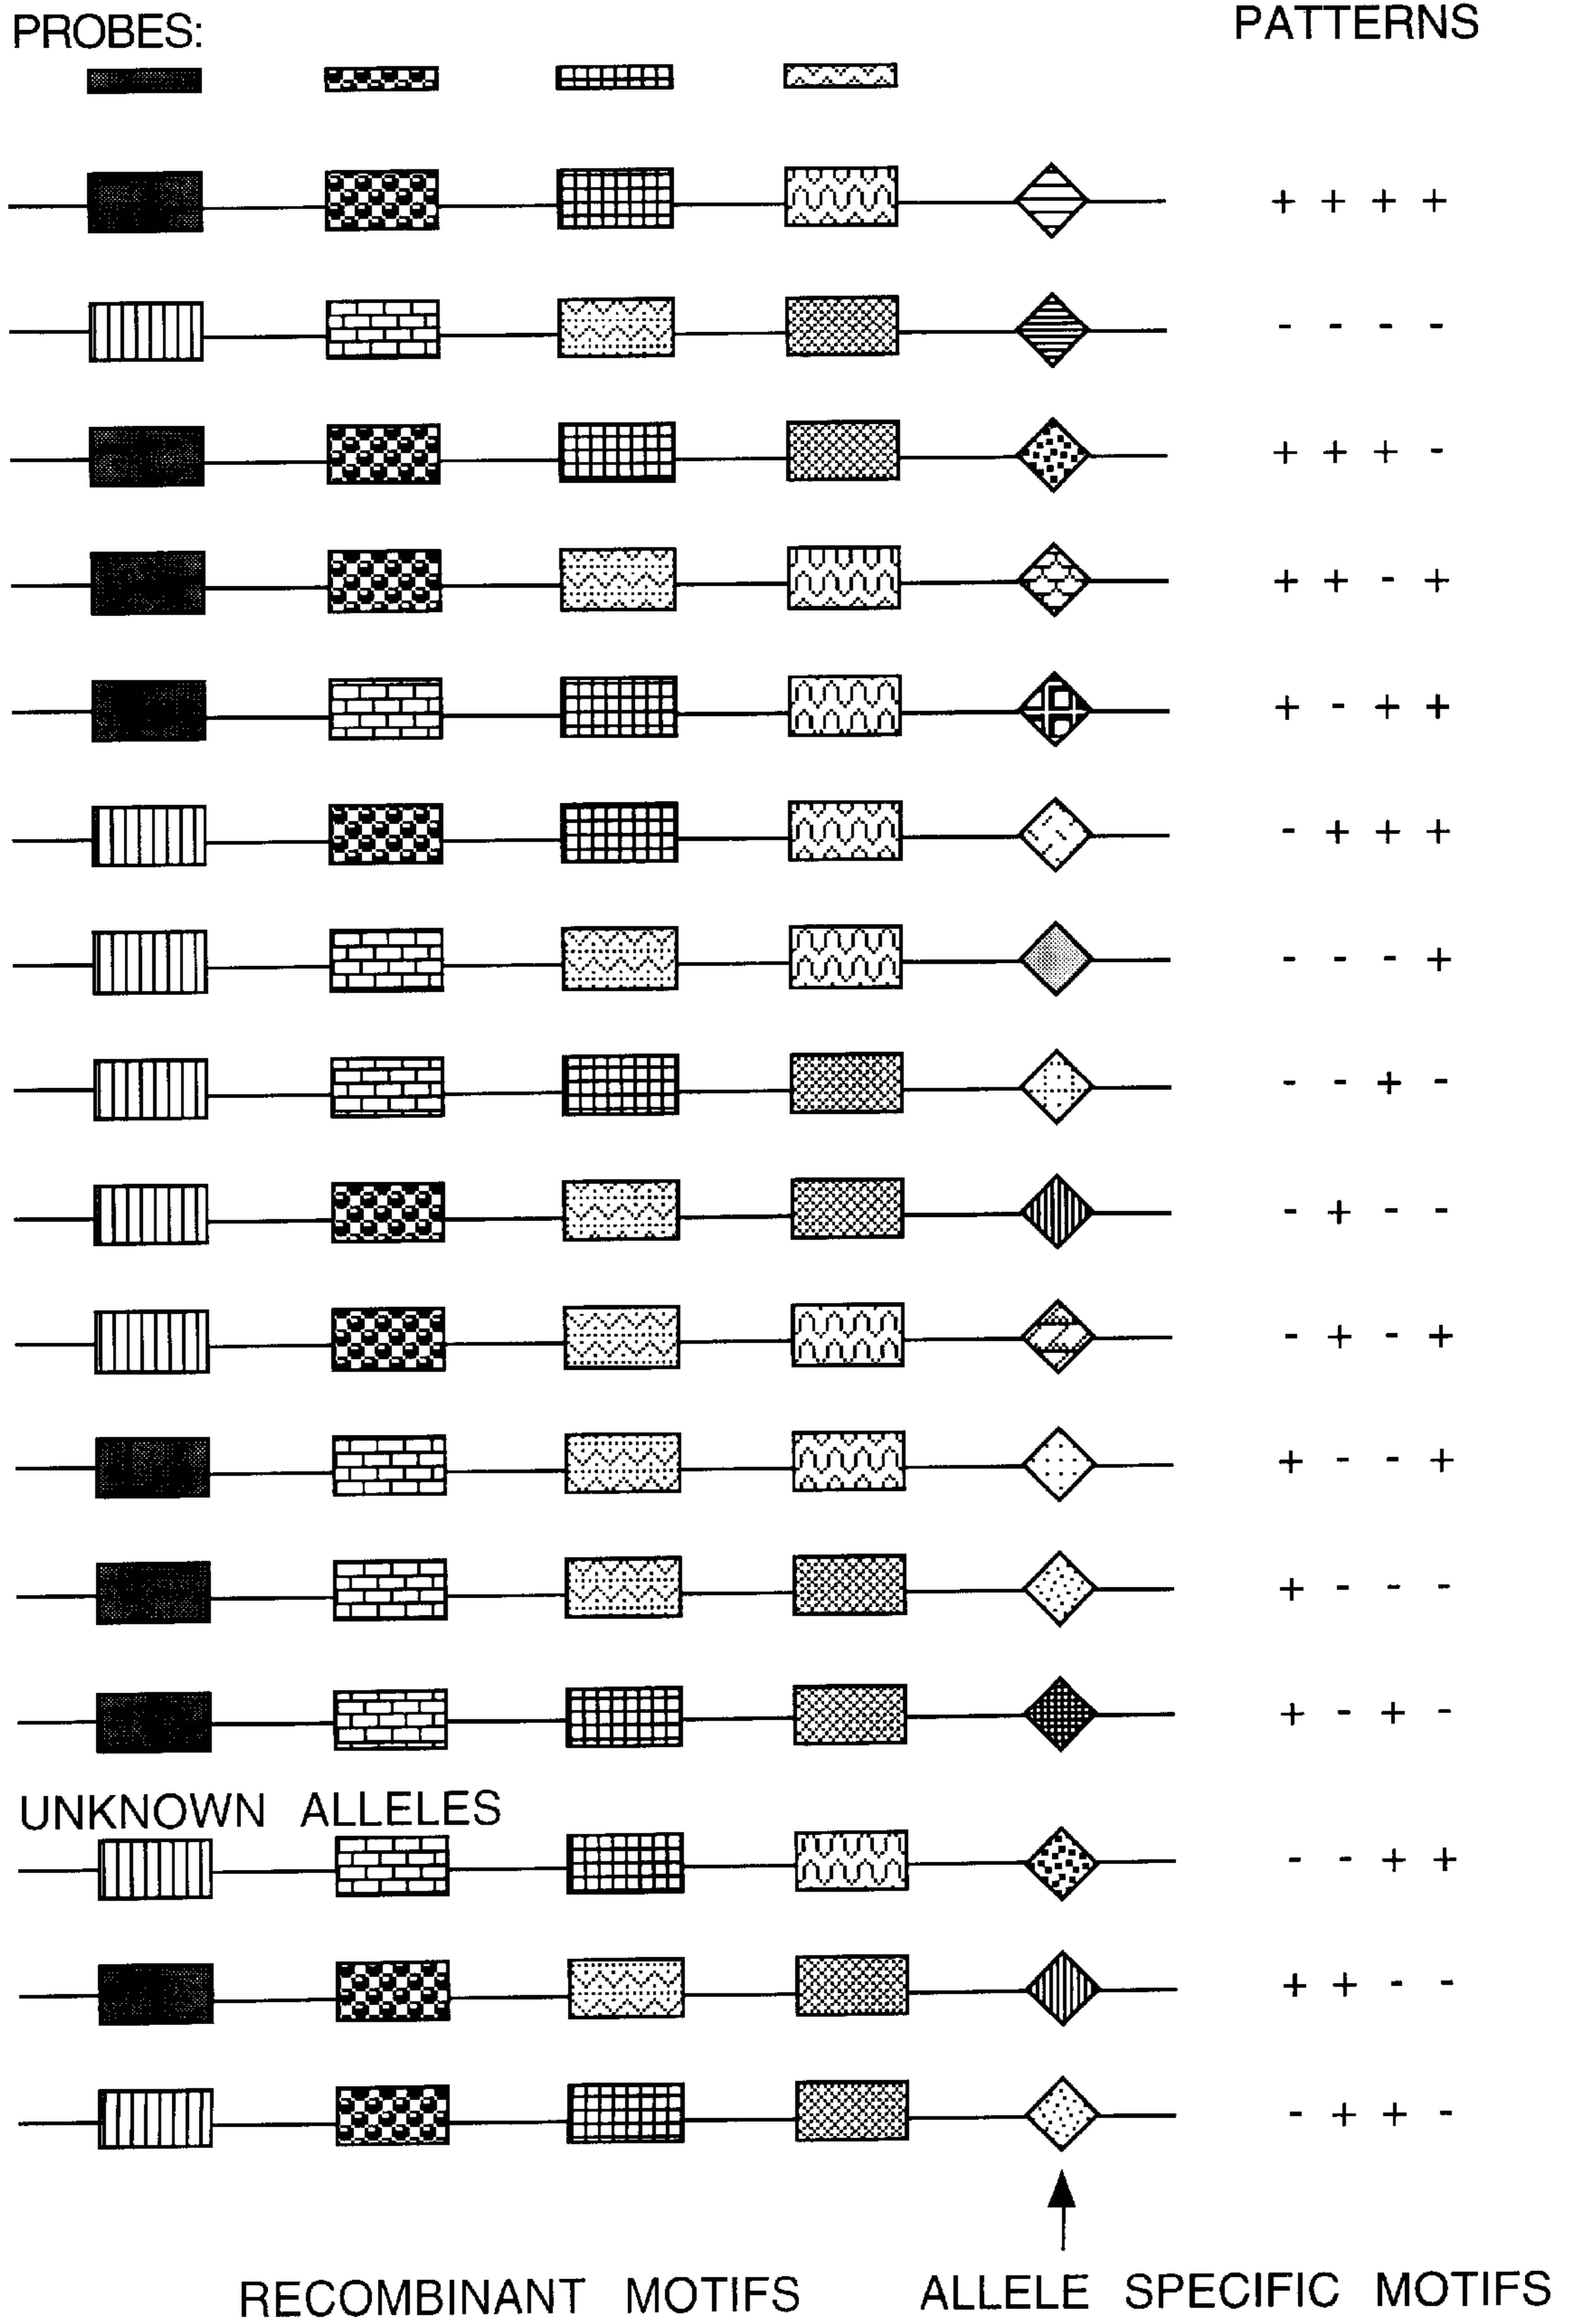 PROBES: PATTERNS
+ + + +
- - - -
+ + + -
+ + - +
+ - + +
- + + +
- - - +
- - + -
- + - -
- + - +
+ - - +
+ - - -
+ - + -
UNKNOWN ALLELES
- - + +
+ + - -
- + + -
RECOMBINANT MOTIFS ALLELE SPECIFIC MOTIFS